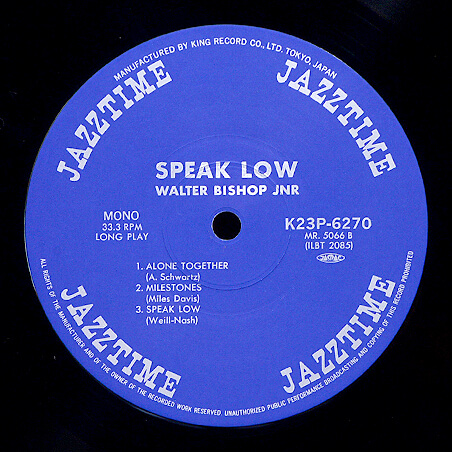 MANUFACTURED BY KING RECORD CO., LTD. TOKYO, JAPAN
JAZZTIME
JAZZTIME
SPEAK LOW
WALTER BISHOP JNR
MONO
33.3 RPM
LONG PLAY
K23P-6270
MR. 5066 B
(ILBT 2085)
1. ALONE TOGETHER
(A. Schwartz)
2. MILESTONES
(Miles Davis)
3. SPEAK LOW
(Weill-Nash)
JAZZTIME
JAZZTIME
ALL RIGHTS OF THE MANUFACTURER AND OF THE OWNER OF THE RECORDED WORK RESERVED. UNAUTHORIZED PUBLIC PERFORMANCE BROADCASTING AND COPYING OF THIS RECORD PROHIBITED